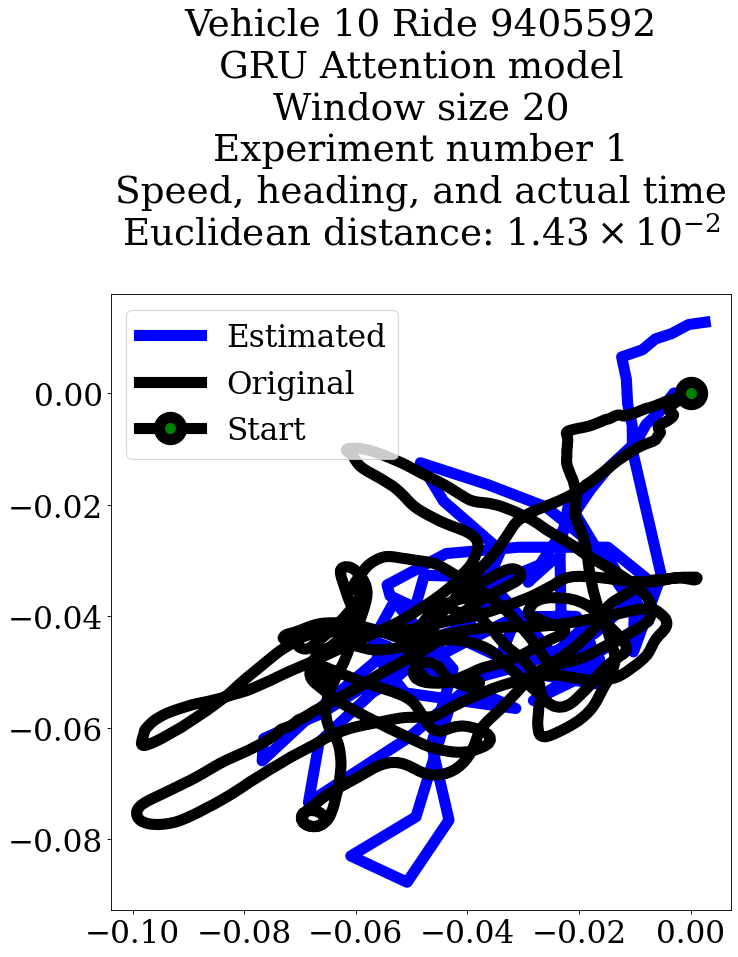 Vehicle 10 Ride 9405592
GRU Attention model
Window size 20
Experiment number 1
Speed, heading, and actual time
Euclidean distance: 1.43 × 10⁻²
Estimated
Original
Start
0.00
−0.02
−0.04
−0.06
−0.08
−0.10 −0.08 −0.06 −0.04 −0.02 0.00